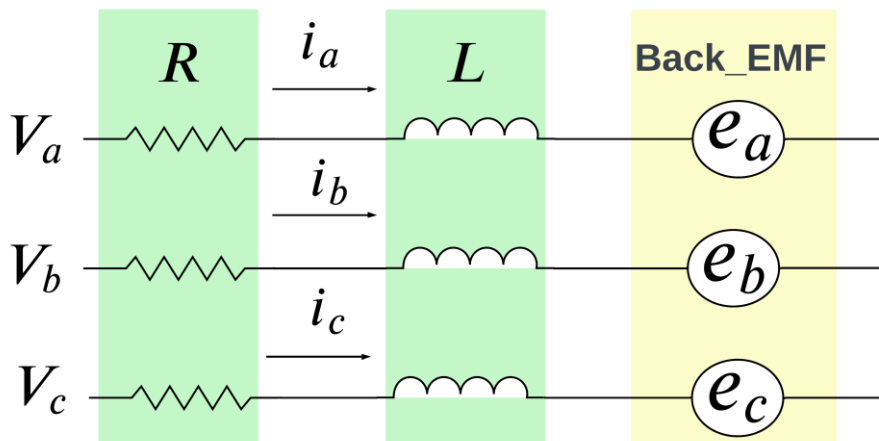 R
i_a
L
Back_EMF
V_a
e_a
i_b
V_b
e_b
i_c
V_c
e_c